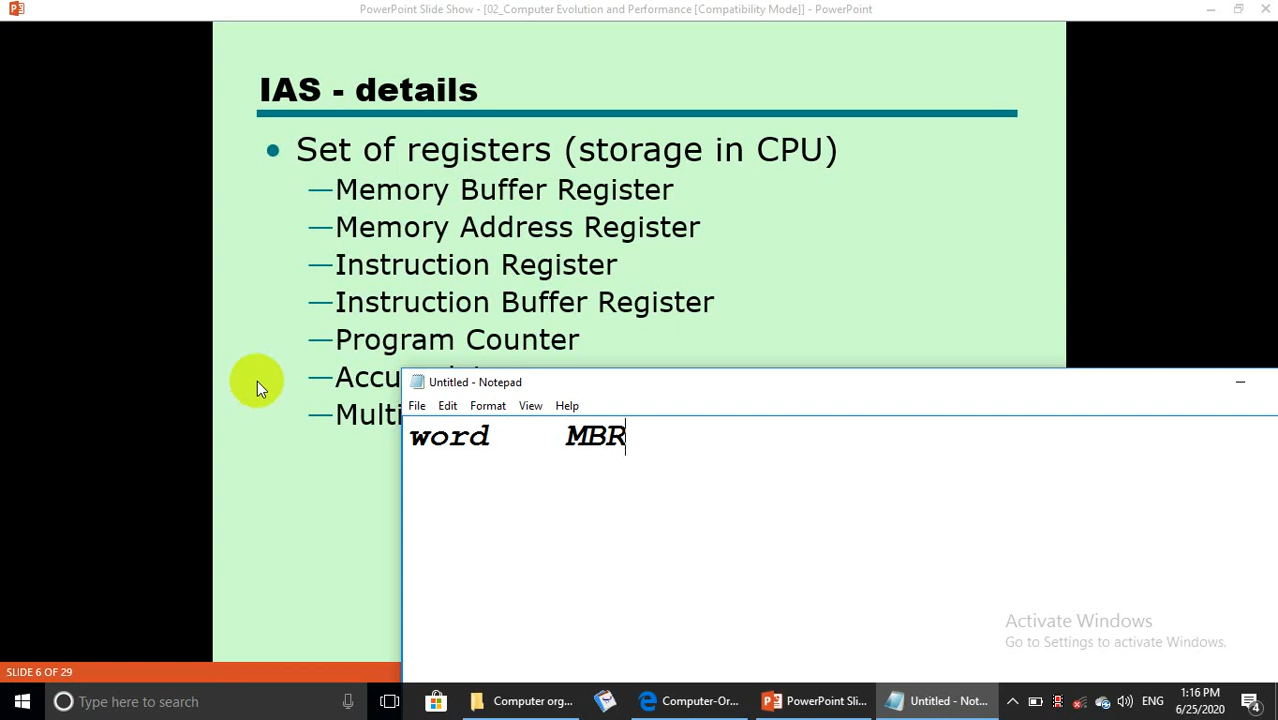 PowerPoint Slide Show - [02_Computer Evolution and Performance [Compatibility Mode]] - PowerPoint
IAS - details
• Set of registers (storage in CPU)
—Memory Buffer Register
—Memory Address Register
—Instruction Register
—Instruction Buffer Register
—Program Counter
—Accu
—Multi
Untitled - Notepad
File Edit Format View Help
word MBR
Activate Windows
Go to Settings to activate Windows.
SLIDE 6 OF 29
Type here to search
Computer org...
Computer-Or...
PowerPoint Sli...
Untitled - Not...
ENG
1:16 PM
6/25/2020
4